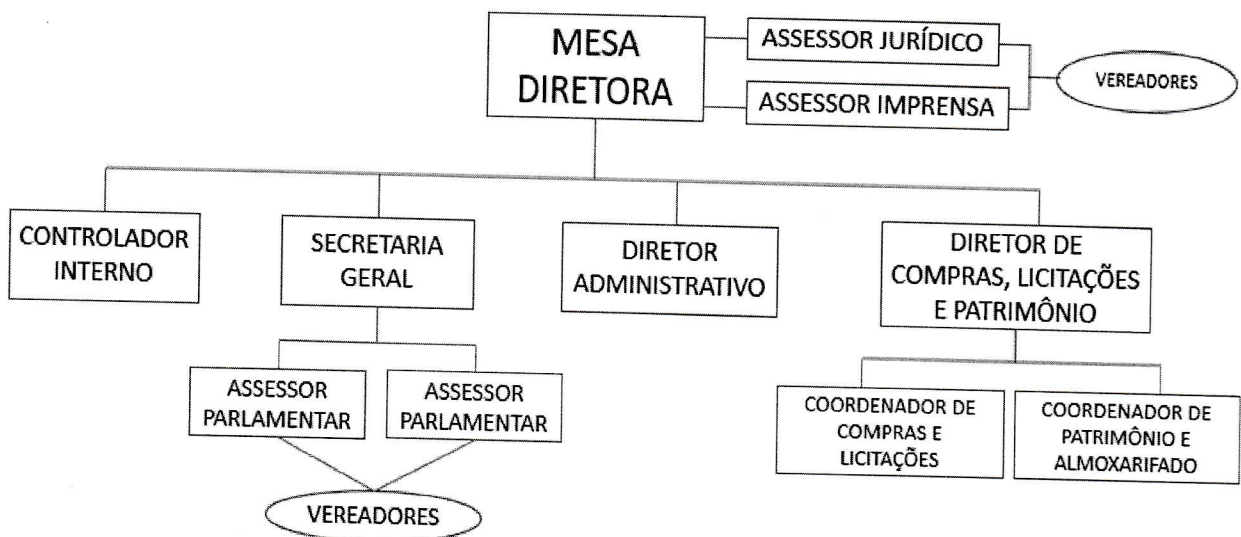 MESA
DIRETORA
ASSESSOR JURÍDICO
ASSESSOR IMPRENSA
VEREADORES
CONTROLADOR
INTERNO
SECRETARIA
GERAL
DIRETOR
ADMINISTRATIVO
DIRETOR DE
COMPRAS, LICITAÇÕES
E PATRIMÔNIO
ASSESSOR
PARLAMENTAR
ASSESSOR
PARLAMENTAR
COORDENADOR DE
COMPRAS E
LICITAÇÕES
COORDENADOR DE
PATRIMÔNIO E
ALMOXARIFADO
VEREADORES